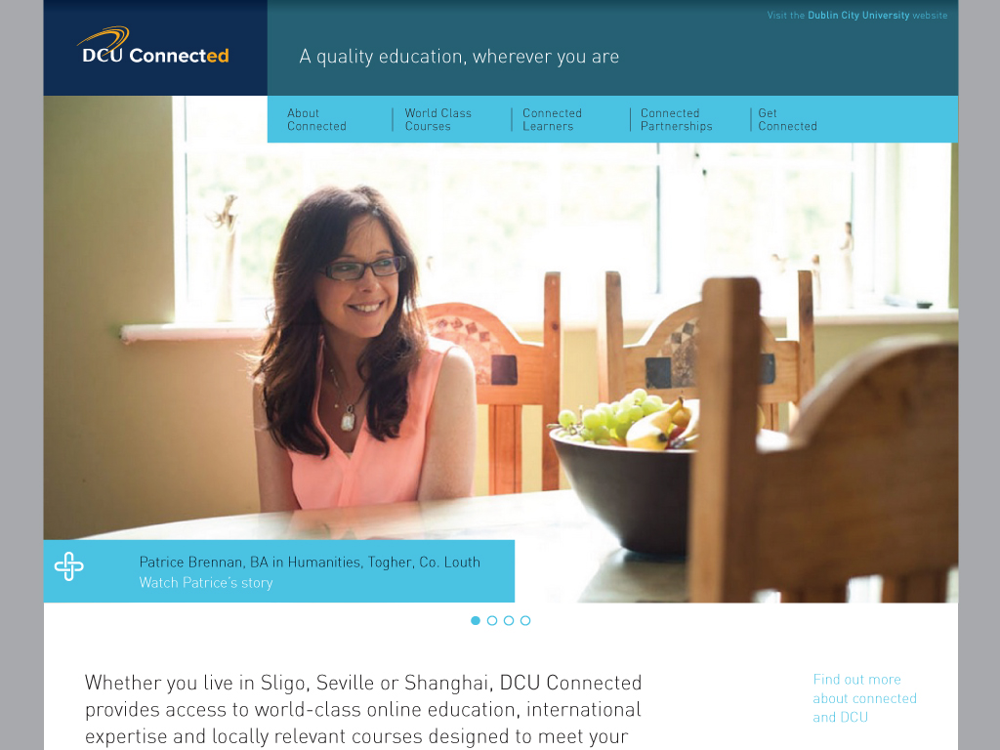 Visit the Dublin City University website
DCU Connected
A quality education, wherever you are
About
Connected
World Class
Courses
Connected
Learners
Connected
Partnerships
Get
Connected
Patrice Brennan, BA in Humanities, Togher, Co. Louth
Watch Patrice's story
Whether you live in Sligo, Seville or Shanghai, DCU Connected
provides access to world-class online education, international
expertise and locally relevant courses designed to meet your
Find out more
about connected
and DCU